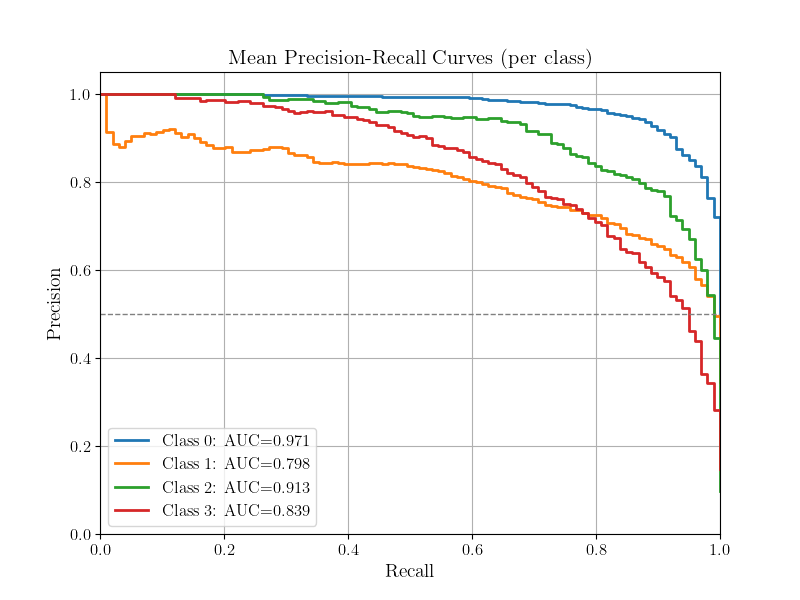 Mean Precision-Recall Curves (per class)
1.0
0.8
0.6
0.4
0.2
0.0
Precision
Class 0: AUC=0.971
Class 1: AUC=0.798
Class 2: AUC=0.913
Class 3: AUC=0.839
0.0 0.2 0.4 0.6 0.8 1.0
Recall